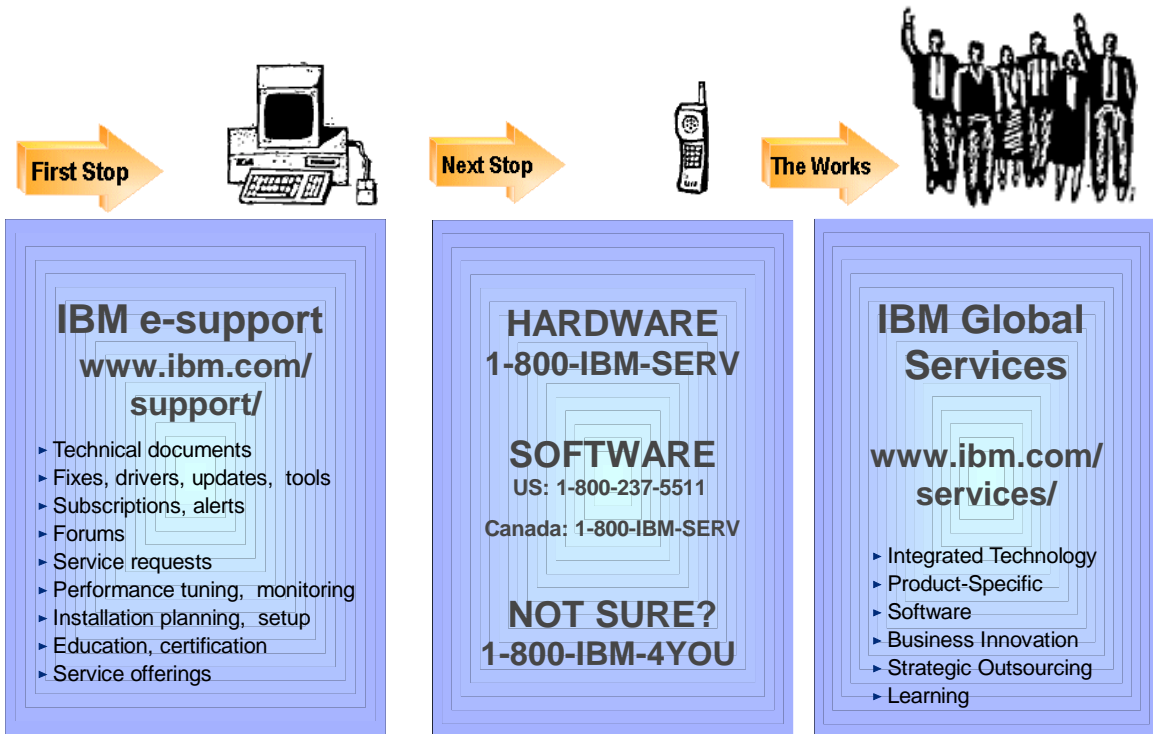 First Stop
Next Stop
The Works
IBM e-support
www.ibm.com/
support/
► Technical documents
► Fixes, drivers, updates, tools
► Subscriptions, alerts
► Forums
► Service requests
► Performance tuning, monitoring
► Installation planning, setup
► Education, certification
► Service offerings
HARDWARE
1-800-IBM-SERV
SOFTWARE
US: 1-800-237-5511
Canada: 1-800-IBM-SERV
NOT SURE?
1-800-IBM-4YOU
IBM Global
Services
www.ibm.com/
services/
► Integrated Technology
► Product-Specific
► Software
► Business Innovation
► Strategic Outsourcing
► Learning